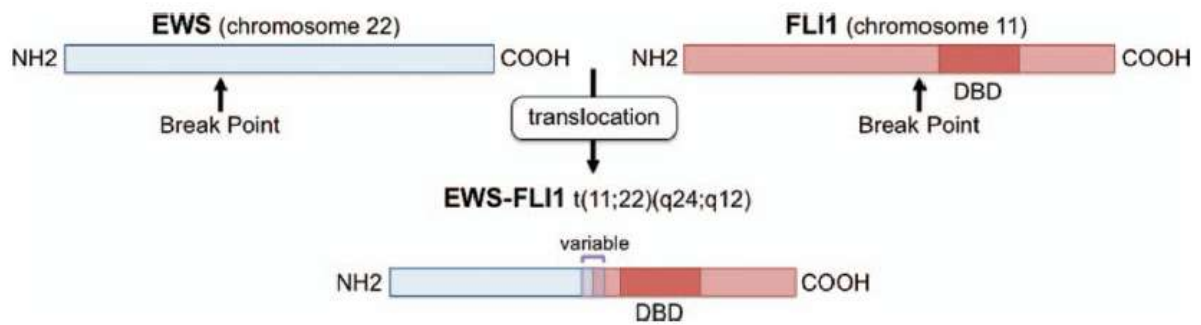 EWS (chromosome 22)
NH2
COOH
Break Point
FLI1 (chromosome 11)
NH2
COOH
DBD
Break Point
translocation
EWS-FLI1 t(11;22)(q24;q12)
variable
NH2
COOH
DBD